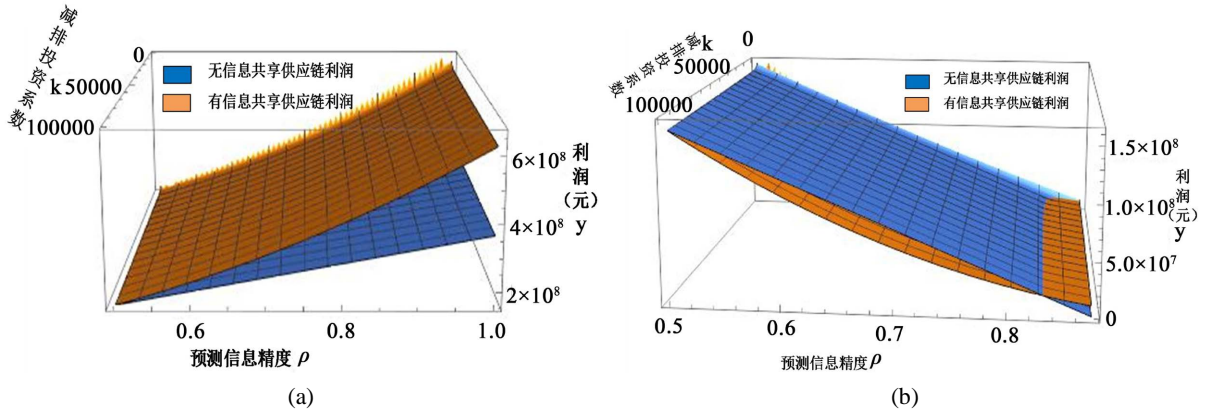 减排投资系数
k
0
50000
100000
无信息共享供应链利润
有信息共享供应链利润
6×10⁸
4×10⁸
2×10⁸
利润(元)
y
0.6
0.8
1.0
预测信息精度 ρ
(a)
减排投资系数
k
0
50000
100000
无信息共享供应链利润
有信息共享供应链利润
1.5×10⁸
1.0×10⁸
5.0×10⁷
0
利润(元)
y
0.5
0.6
0.7
0.8
预测信息精度 ρ
(b)